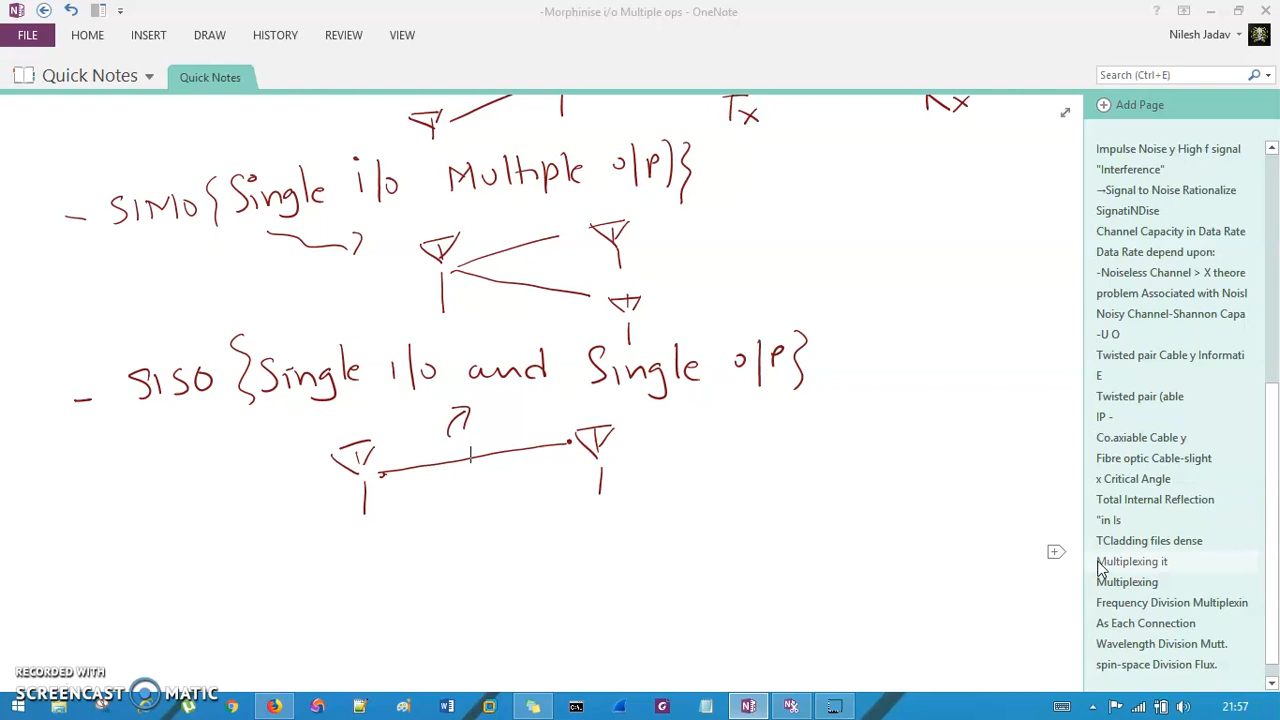 -Morphinise i/o Multiple ops - OneNote
FILE HOME INSERT DRAW HISTORY REVIEW VIEW
Nilesh Jadav
Quick Notes
Quick Notes
Search (Ctrl+E)
Add Page
Tx Rx
- SIMO{Single i/o Multiple o/p)}
- SISO {Single i/o and Single o/p}
Impulse Noise y High f signal
"Interference"
→Signal to Noise Rationalize
SignatiNDise
Channel Capacity in Data Rate
Data Rate depend upon:
-Noiseless Channel > X theore
problem Associated with Noisl
Noisy Channel-Shannon Capa
-U O
Twisted pair Cable y Informati
E
Twisted pair (able
IP -
Co.axiable Cable y
Fibre optic Cable-slight
x Critical Angle
Total Internal Reflection
"in ls
TCladding files dense
Multiplexing it
Multiplexing
Frequency Division Multiplexin
As Each Connection
Wavelength Division Mutt.
spin-space Division Flux.
RECORDED WITH
SCREENCAST MATIC
21:57